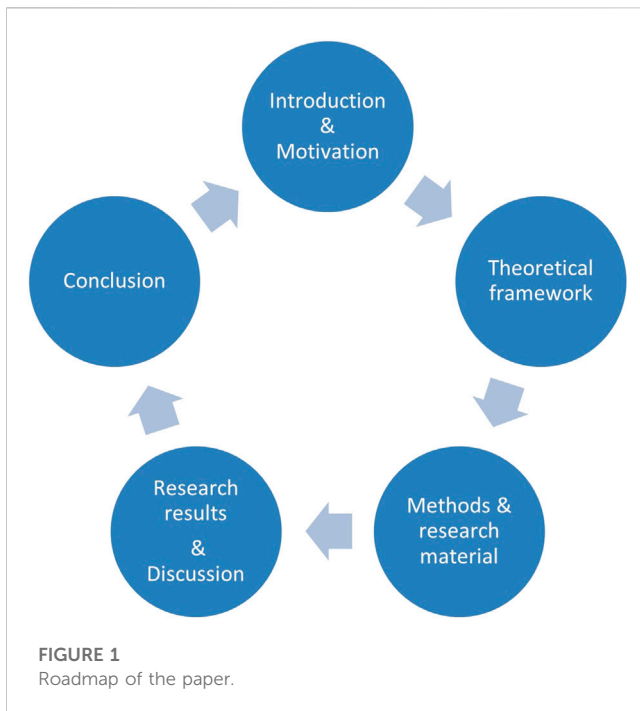 Introduction
&
Motivation
Theoretical
framework
Methods &
research
material
Research
results
&
Discussion
Conclusion
FIGURE 1
Roadmap of the paper.